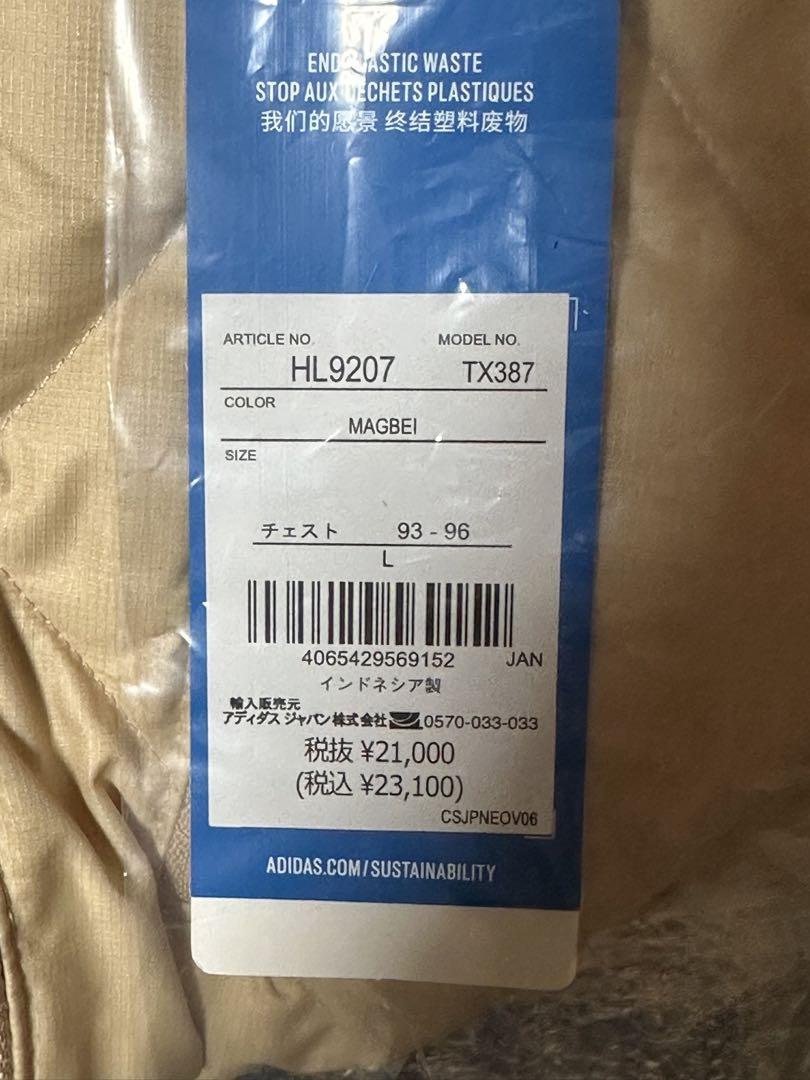 END PLASTIC WASTE
STOP AUX DECHETS PLASTIQUES
我们的愿景 终结塑料废物
ARTICLE NO. MODEL NO.
HL9207 TX387
COLOR
MAGBEI
SIZE
チェスト 93 - 96
L
4065429569152 JAN
インドネシア製
輸入販売元
アディダス ジャパン株式会社 0570-033-033
税抜 ¥21,000
(税込 ¥23,100)
CSJPNEOV06
ADIDAS.COM/SUSTAINABILITY